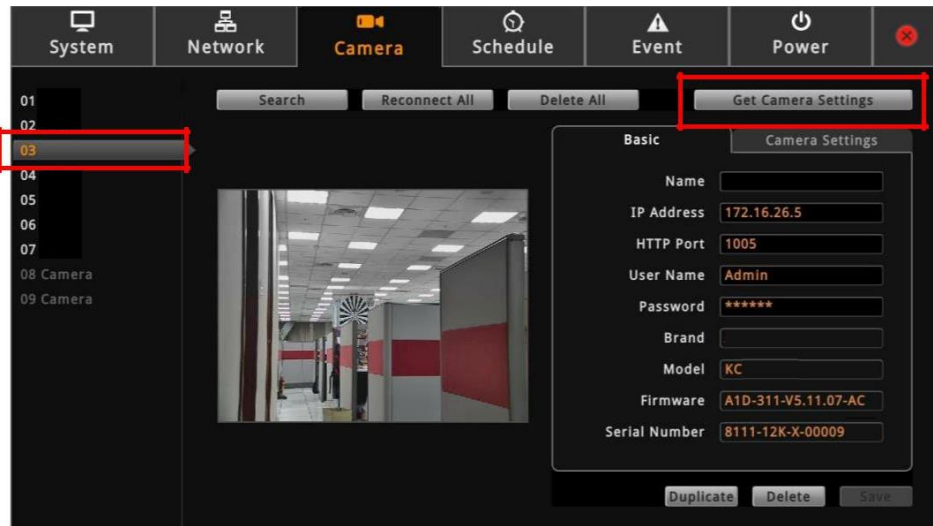 System Network Camera Schedule Event Power
Search Reconnect All Delete All Get Camera Settings
01
02
03
04
05
06
07
08 Camera
09 Camera
Basic Camera Settings
Name
IP Address 172.16.26.5
HTTP Port 1005
User Name Admin
Password ******
Brand
Model KC
Firmware A1D-311-V5.11.07-AC
Serial Number 8111-12K-X-00009
Duplicate Delete Save